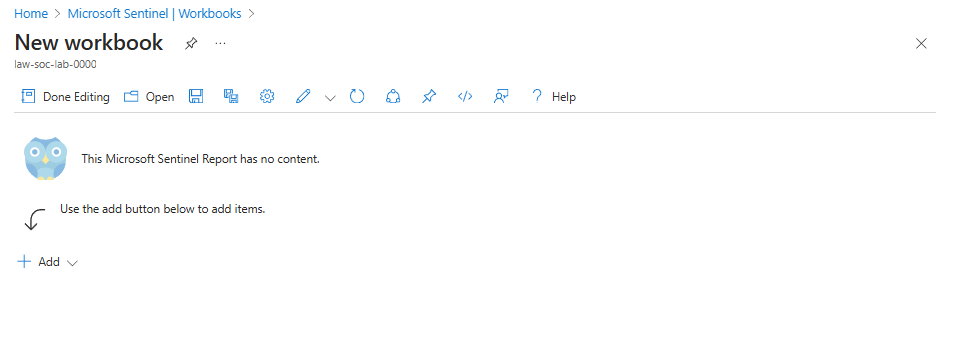 Home > Microsoft Sentinel | Workbooks >
New workbook
law-soc-lab-0000
Done Editing Open Help
This Microsoft Sentinel Report has no content.
Use the add button below to add items.
Add